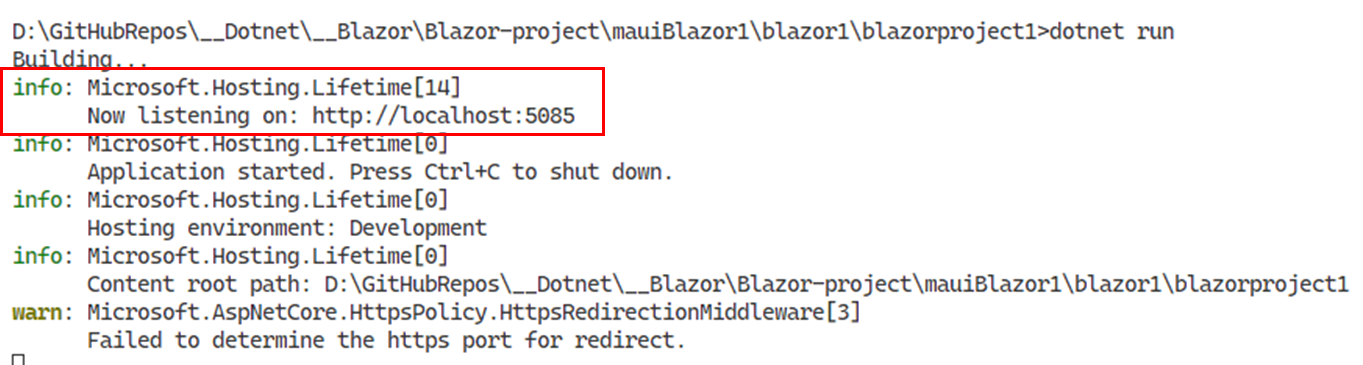 D:\GitHubRepos\__Dotnet\__Blazor\Blazor-project\mauiBlazor1\blazor1\blazorproject1>dotnet run
Building...
info: Microsoft.Hosting.Lifetime[14]
Now listening on: http://localhost:5085
info: Microsoft.Hosting.Lifetime[0]
Application started. Press Ctrl+C to shut down.
info: Microsoft.Hosting.Lifetime[0]
Hosting environment: Development
info: Microsoft.Hosting.Lifetime[0]
Content root path: D:\GitHubRepos\__Dotnet\__Blazor\Blazor-project\mauiBlazor1\blazor1\blazorproject1
warn: Microsoft.AspNetCore.HttpsPolicy.HttpsRedirectionMiddleware[3]
Failed to determine the https port for redirect.